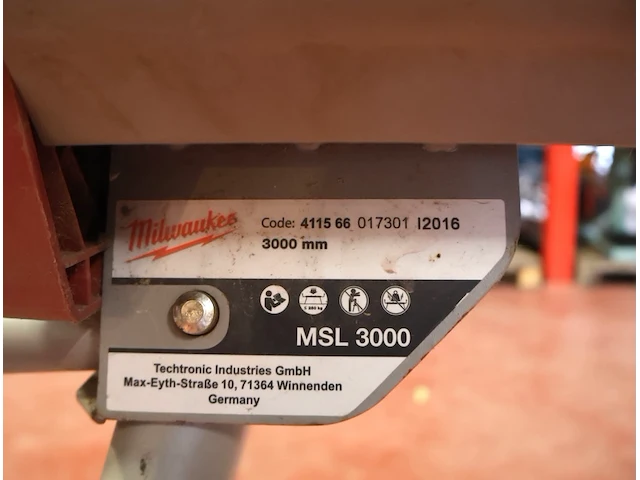 Milwaukee Code: 4115 66 017301 I2016
3000 mm
MSL 3000
Techtronic Industries GmbH
Max-Eyth-Straße 10, 71364 Winnenden
Germany